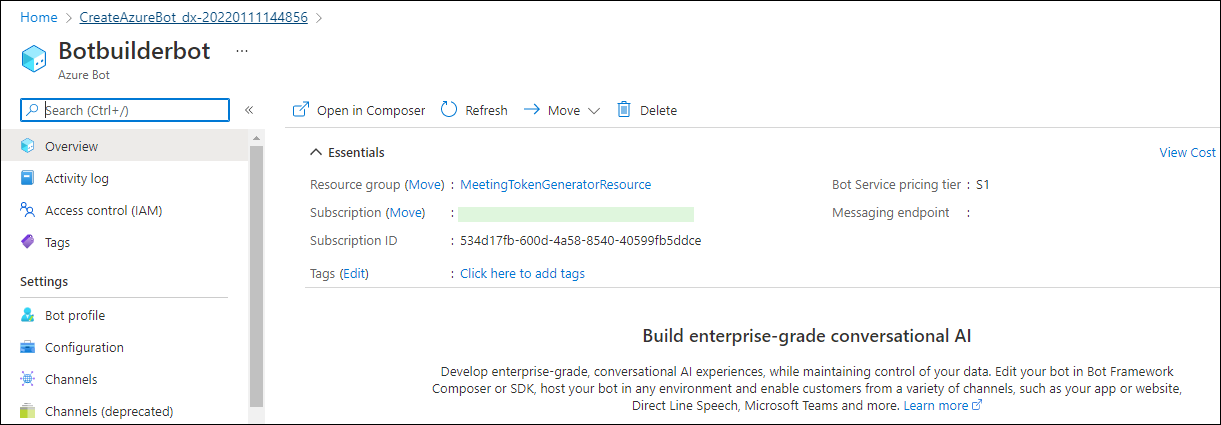 Home > CreateAzureBot_dx-20220111144856 >
Botbuilderbot ...
Azure Bot
Search (Ctrl+/) «
Open in Composer Refresh Move Delete
Overview
Activity log
Access control (IAM)
Tags
Settings
Bot profile
Configuration
Channels
Channels (deprecated)
Essentials View Cost
Resource group (Move) : MeetingTokenGeneratorResource Bot Service pricing tier : S1
Subscription (Move) : Messaging endpoint :
Subscription ID : 534d17fb-600d-4a58-8540-40599fb5ddce
Tags (Edit) : Click here to add tags
Build enterprise-grade conversational AI
Develop enterprise-grade, conversational AI experiences, while maintaining control of your data. Edit your bot in Bot Framework
Composer or SDK, host your bot in any environment and enable customers from a variety of channels, such as your app or website,
Direct Line Speech, Microsoft Teams and more. Learn more